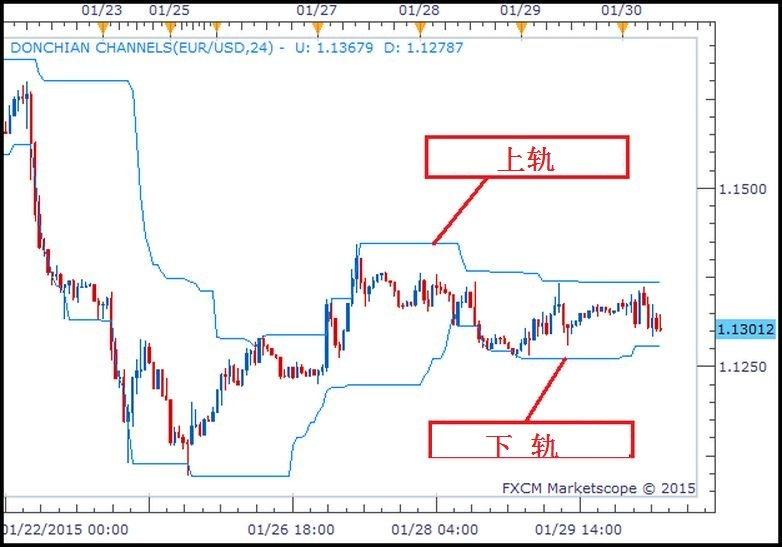 01/23 01/25 01/27 01/28 01/29 01/30
DONCHIAN CHANNELS(EUR/USD,24) - U: 1.13679 D: 1.12787
上轨
1.1500
1.13012
1.1250
下 轨
FXCM Marketscope © 2015
01/22/2015 00:00 01/26 18:00 01/28 04:00 01/29 14:00